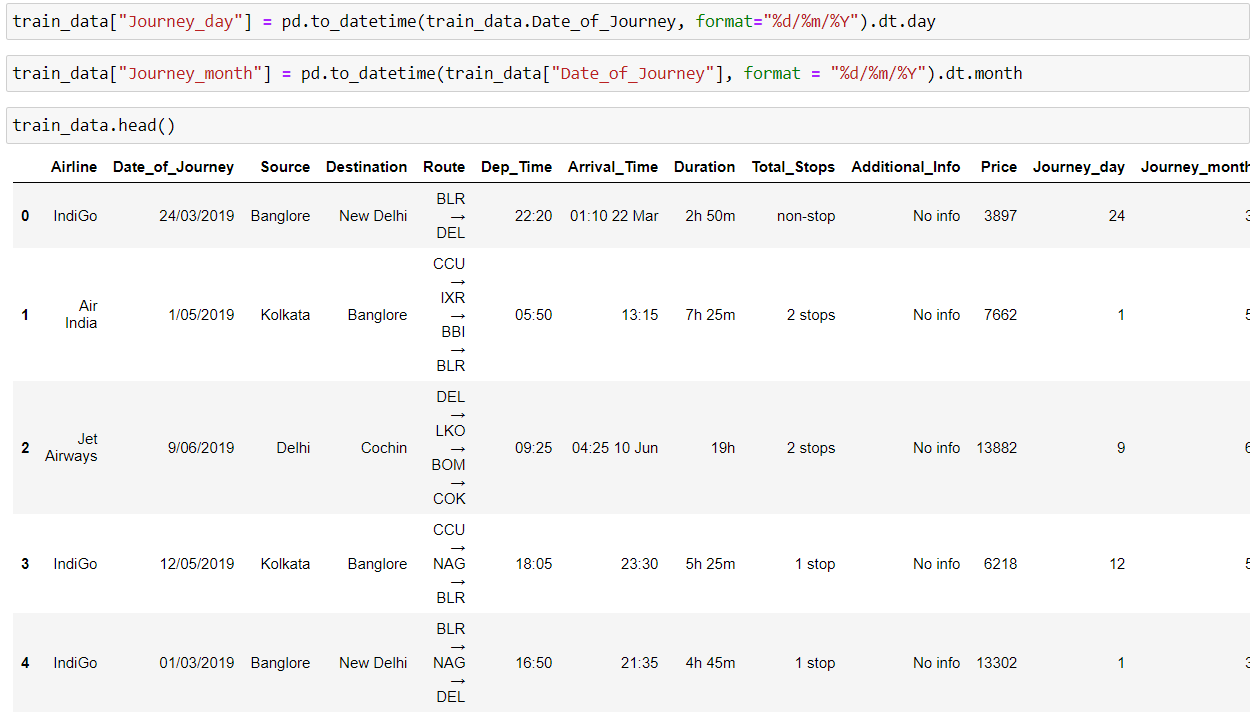 train_data["Journey_day"] = pd.to_datetime(train_data.Date_of_Journey, format="%d/%m/%Y").dt.day
train_data["Journey_month"] = pd.to_datetime(train_data["Date_of_Journey"], format = "%d/%m/%Y").dt.month
train_data.head()
Airline Date_of_Journey Source Destination Route Dep_Time Arrival_Time Duration Total_Stops Additional_Info Price Journey_day Journey_month
0 IndiGo 24/03/2019 Banglore New Delhi BLR → DEL 22:20 01:10 22 Mar 2h 50m non-stop No info 3897 24 3
1 Air India 1/05/2019 Kolkata Banglore CCU → IXR → BBI → BLR 05:50 13:15 7h 25m 2 stops No info 7662 1 5
2 Jet Airways 9/06/2019 Delhi Cochin DEL → LKO → BOM → COK 09:25 04:25 10 Jun 19h 2 stops No info 13882 9 6
3 IndiGo 12/05/2019 Kolkata Banglore CCU → NAG → BLR 18:05 23:30 5h 25m 1 stop No info 6218 12 5
4 IndiGo 01/03/2019 Banglore New Delhi BLR → NAG → DEL 16:50 21:35 4h 45m 1 stop No info 13302 1 3